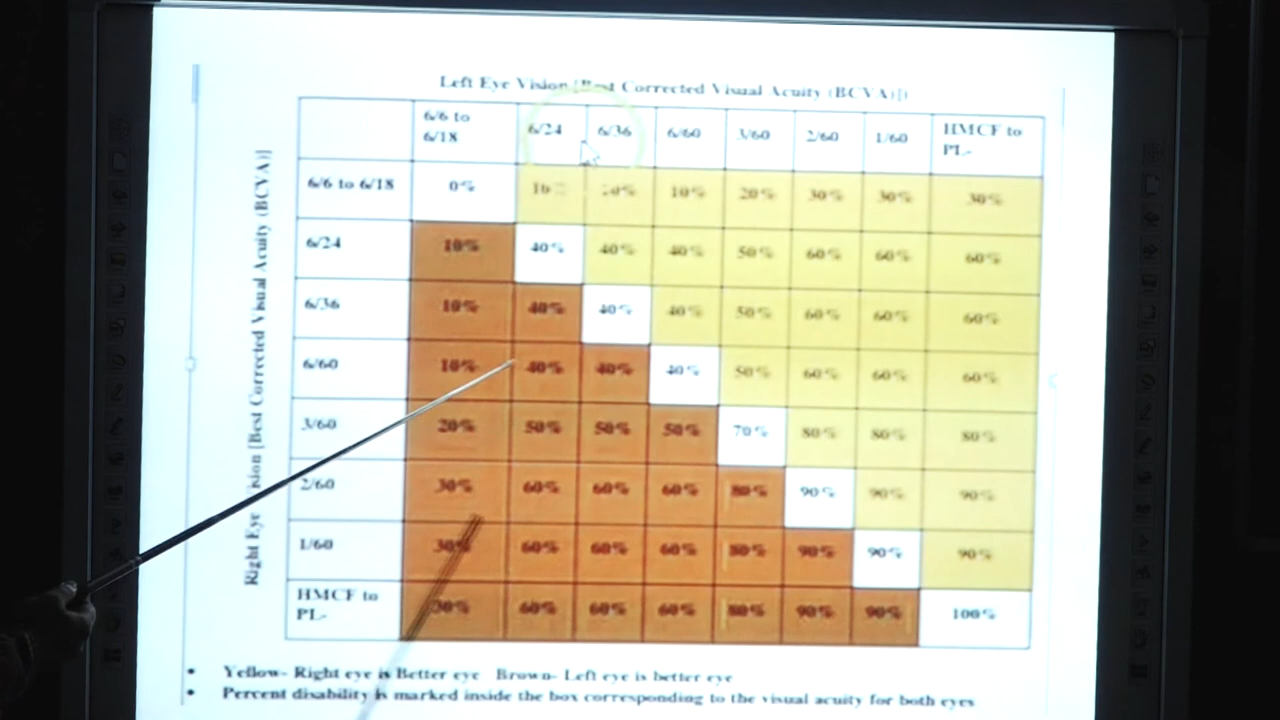 Left Eye Vision [Best Corrected Visual Acuity (BCVA)]
Right Eye Vision [Best Corrected Visual Acuity (BCVA)]
6/6 to 6/18 6/24 6/36 6/60 3/60 2/60 1/60 HMCF to PL-
6/6 to 6/18 0% 10% 10% 10% 20% 30% 30% 30%
6/24 10% 40% 40% 40% 50% 60% 60% 60%
6/36 10% 40% 40% 40% 50% 60% 60% 60%
6/60 10% 40% 40% 40% 50% 60% 60% 60%
3/60 20% 50% 50% 50% 70% 80% 80% 80%
2/60 30% 60% 60% 60% 80% 90% 90% 90%
1/60 30% 60% 60% 60% 80% 90% 90% 90%
HMCF to PL- 30% 60% 60% 60% 80% 90% 90% 100%
• Yellow- Right eye is Better eye Brown- Left eye is better eye
• Percent disability is marked inside the box corresponding to the visual acuity for both eyes